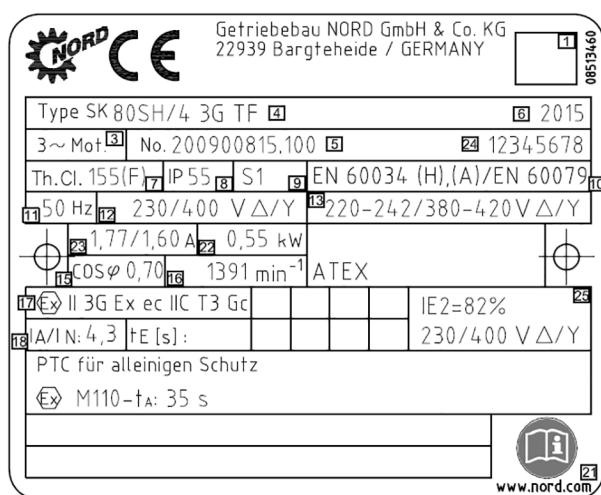 NORD CE Getriebebau NORD GmbH & Co. KG 1
22939 Bargteheide / GERMANY
08513460
Type SK 80SH/4 3G TF 4 6 2015
3~ Mot. 3 No. 200900815.100 5 24 12345678
Th.Cl. 155(F) 7 IP 55 8 S1 9 EN 60034 (H),(A)/EN 60079 10
11 50 Hz 12 230/400 V Δ/Y 13 220-242/380-420V Δ/Y
23 1,77/1,60 A 22 0,55 kW
15 COSφ 0,70 16 1391 min-1 ATEX
17 Ex II 3G Ex ec IIC T3 Gc IE2=82% 25
18 IA/I N: 4,3 tE [s] : 230/400 V Δ/Y
PTC für alleinigen Schutz
Ex M110-tA: 35 s
21
www.nord.com